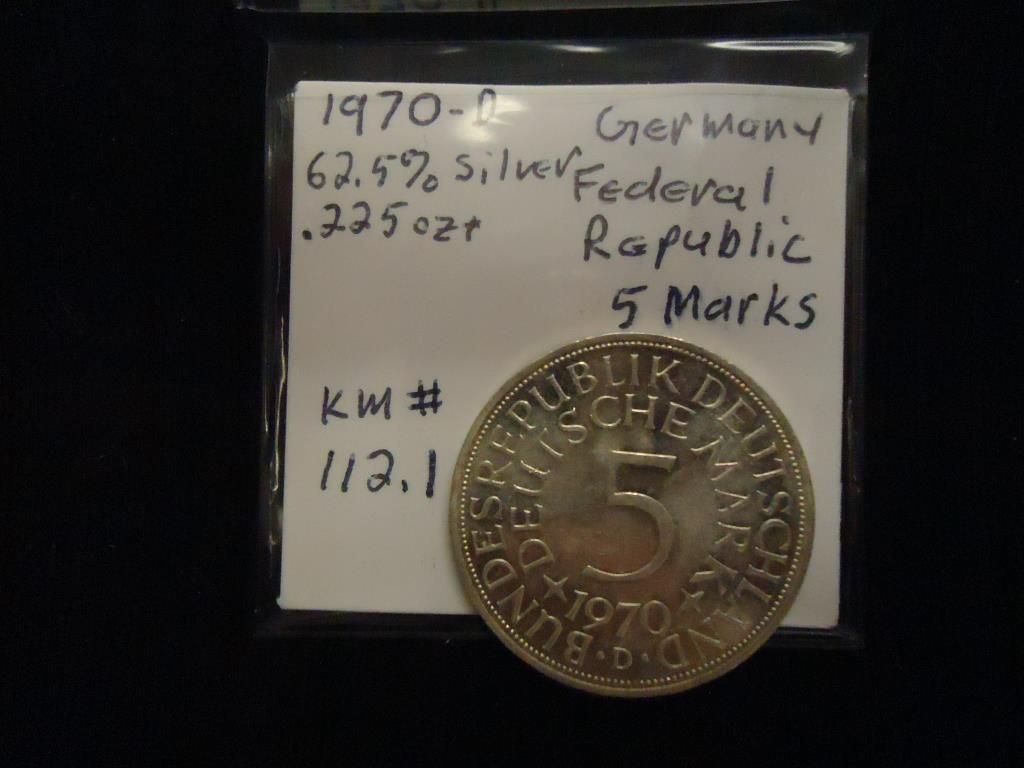 1970-D
62.5% silver
.225 ozt
Germany
Federal
Republic
5 Marks
KM#
112.1
BUNDESREPUBLIK DEUTSCHLAND
DEUTSCHE MARK
5
1970
· D ·